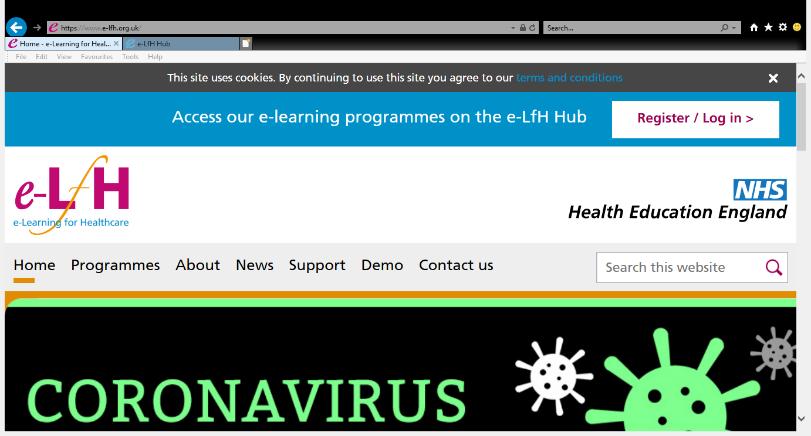 https://www.e-lfh.org.uk/
Search...
Home - e-Learning for Heal...
e-LfH Hub
File Edit View Favourites Tools Help
This site uses cookies. By continuing to use this site you agree to our terms and conditions
Access our e-learning programmes on the e-LfH Hub
Register / Log in >
e-LfH
e-Learning for Healthcare
NHS
Health Education England
Home Programmes About News Support Demo Contact us
Search this website
CORONAVIRUS